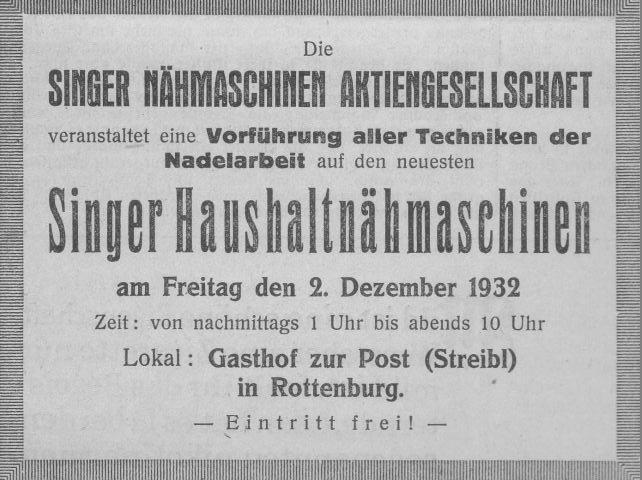 Die
SINGER NÄHMASCHINEN AKTIENGESELLSCHAFT
veranstaltet eine Vorführung aller Techniken der
Nadelarbeit auf den neuesten
Singer Haushaltnähmaschinen
am Freitag den 2. Dezember 1932
Zeit: von nachmittags 1 Uhr bis abends 10 Uhr
Lokal: Gasthof zur Post (Streibl)
in Rottenburg.
— Eintritt frei! —